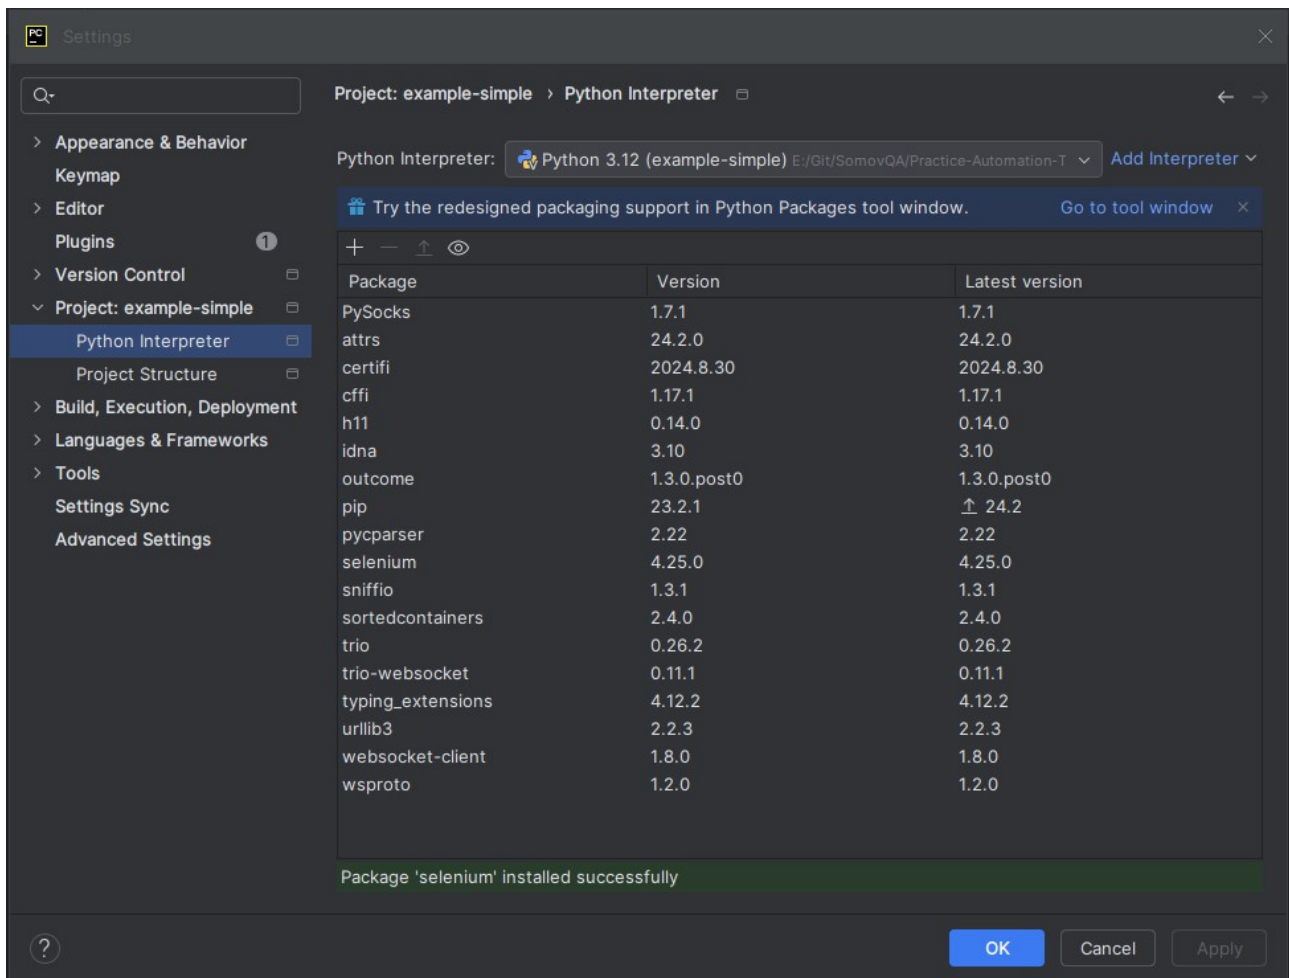 PC Settings
Project: example-simple › Python Interpreter
Appearance & Behavior
Keymap
Editor
Plugins 1
Version Control
Project: example-simple
Python Interpreter
Project Structure
Build, Execution, Deployment
Languages & Frameworks
Tools
Settings Sync
Advanced Settings
Python Interpreter: Python 3.12 (example-simple) E:/Git/SomovQA/Practice-Automation-T Add Interpreter
Try the redesigned packaging support in Python Packages tool window. Go to tool window
Package Version Latest version
PySocks 1.7.1 1.7.1
attrs 24.2.0 24.2.0
certifi 2024.8.30 2024.8.30
cffi 1.17.1 1.17.1
h11 0.14.0 0.14.0
idna 3.10 3.10
outcome 1.3.0.post0 1.3.0.post0
pip 23.2.1 24.2
pycparser 2.22 2.22
selenium 4.25.0 4.25.0
sniffio 1.3.1 1.3.1
sortedcontainers 2.4.0 2.4.0
trio 0.26.2 0.26.2
trio-websocket 0.11.1 0.11.1
typing_extensions 4.12.2 4.12.2
urllib3 2.2.3 2.2.3
websocket-client 1.8.0 1.8.0
wsproto 1.2.0 1.2.0
Package 'selenium' installed successfully
? OK Cancel Apply